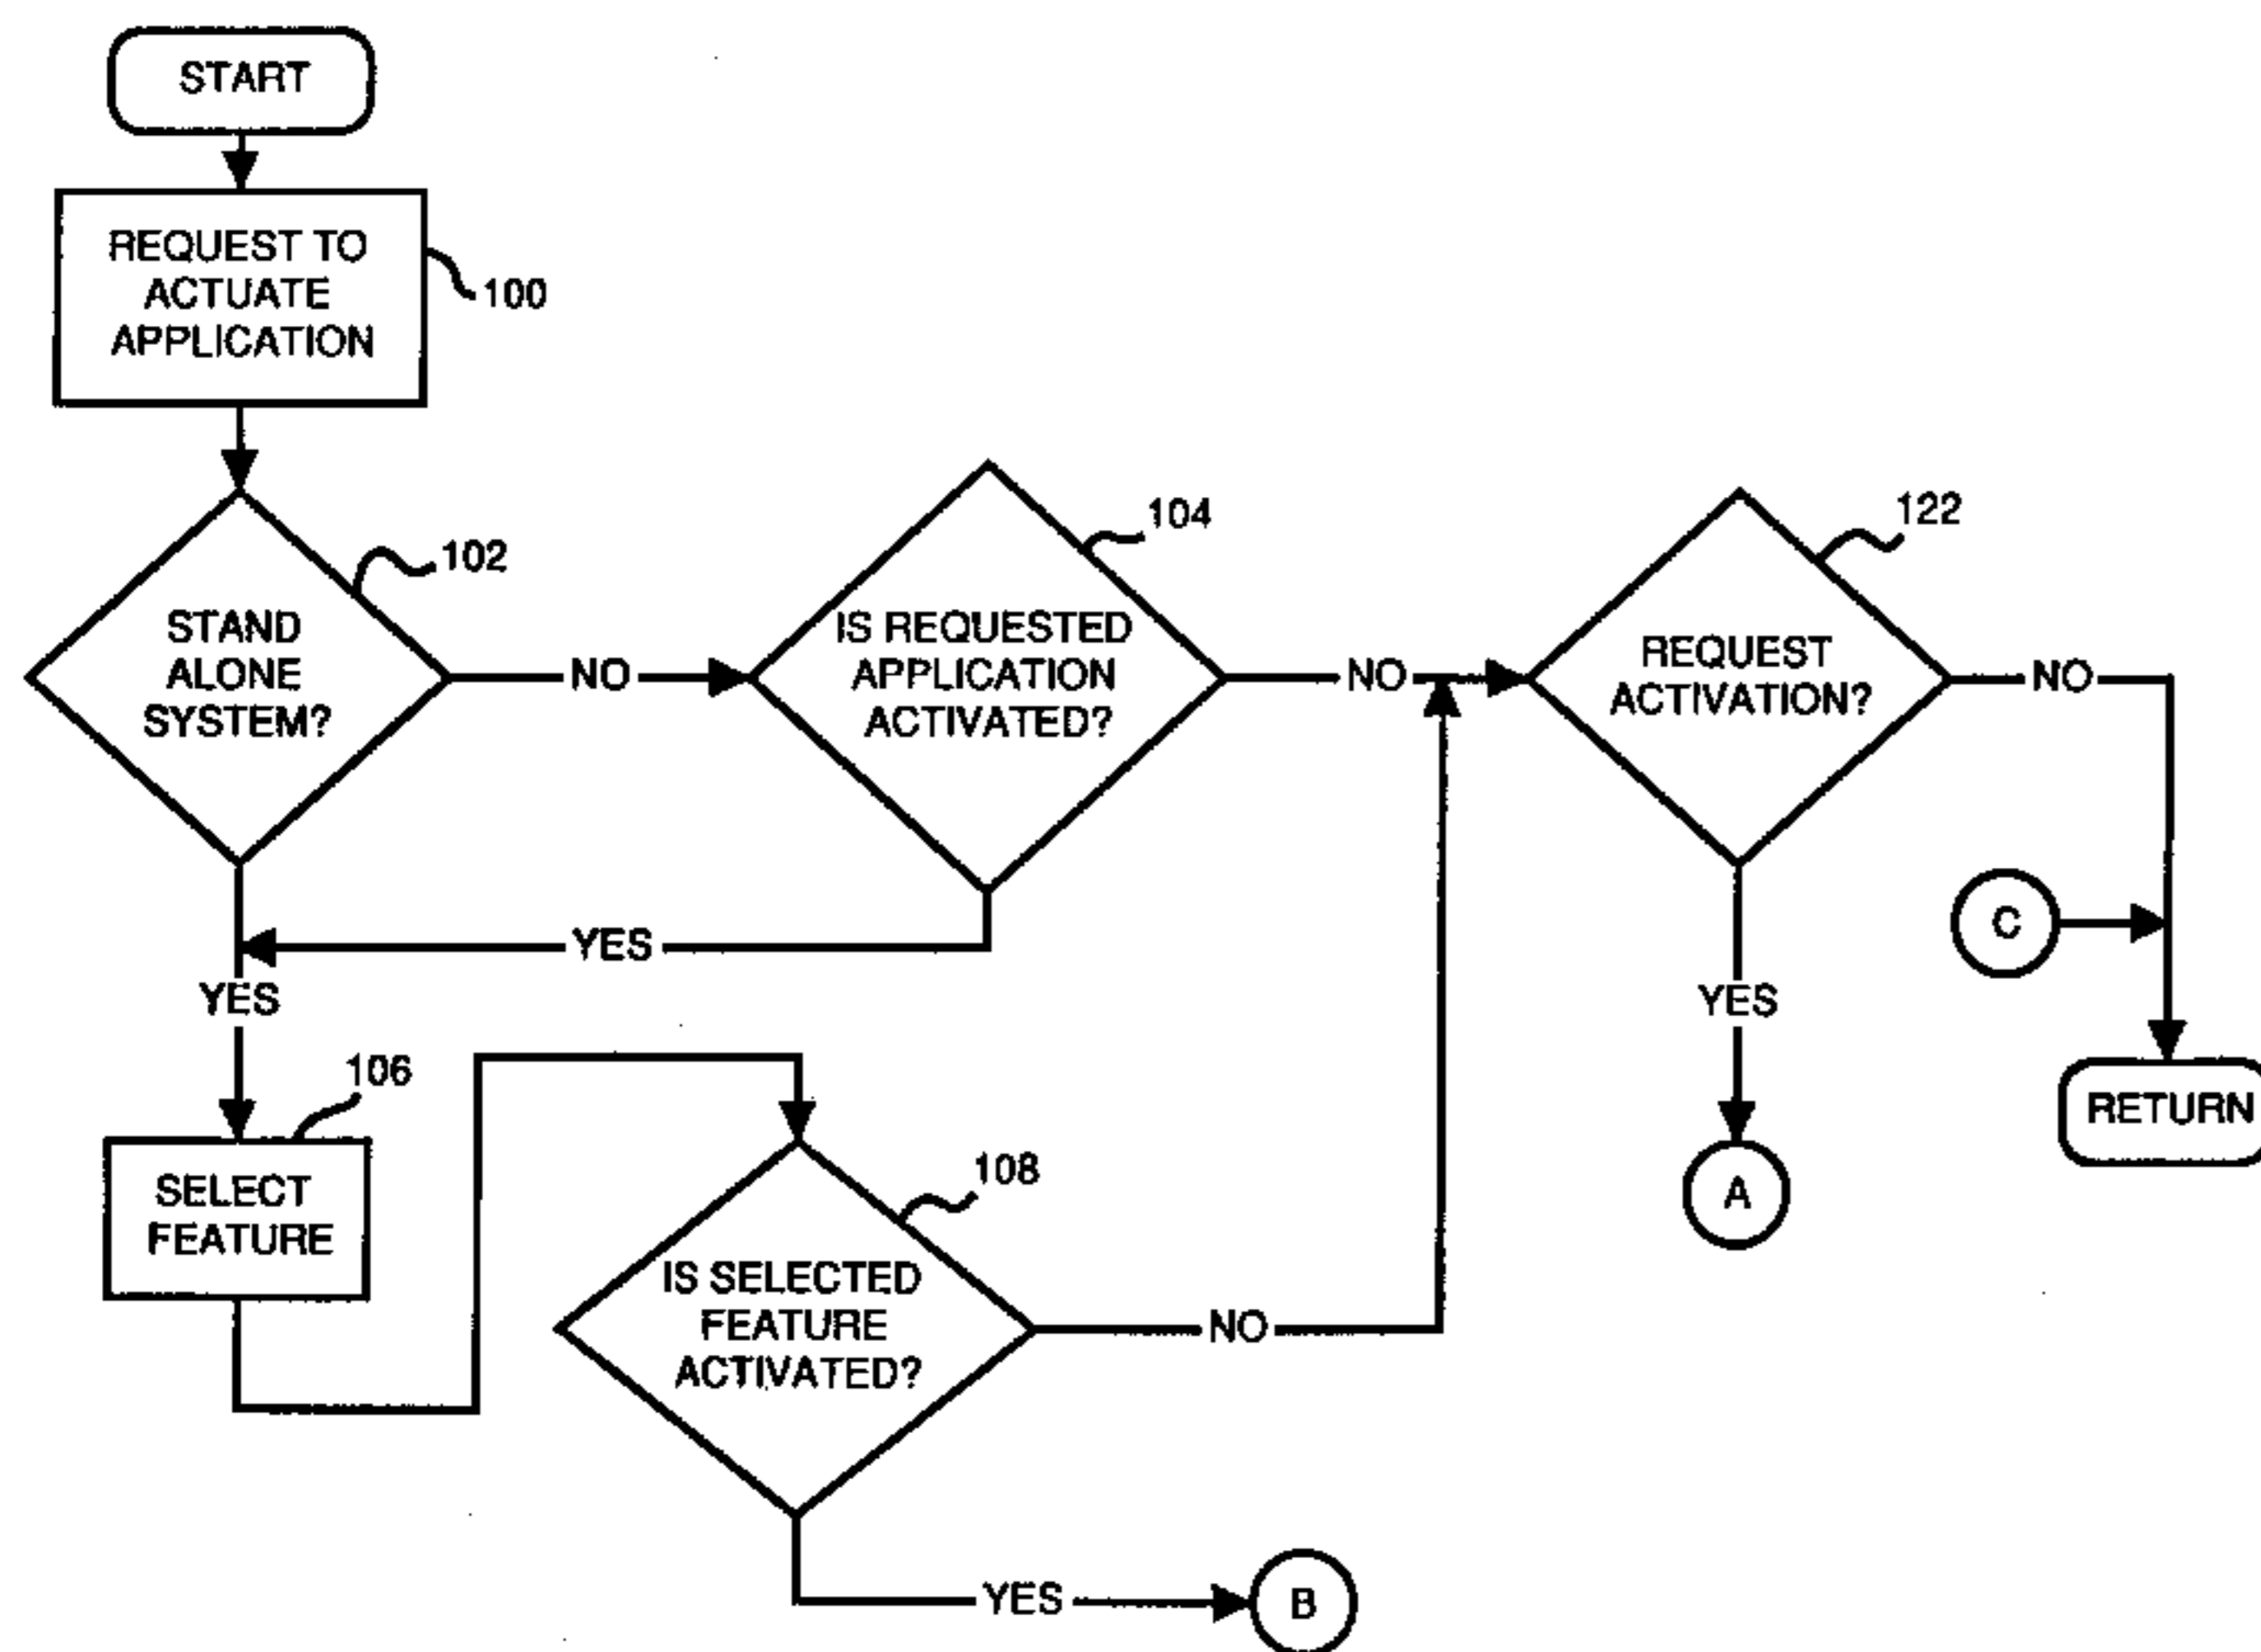 START
REQUEST TO
ACTUATE
APPLICATION
100
102
STAND
ALONE
SYSTEM?
NO
104
IS REQUESTED
APPLICATION
ACTIVATED?
NO
122
REQUEST
ACTIVATION?
NO
YES
YES
C
YES
106
SELECT
FEATURE
RETURN
A
108
IS SELECTED
FEATURE
ACTIVATED?
NO
YES
B